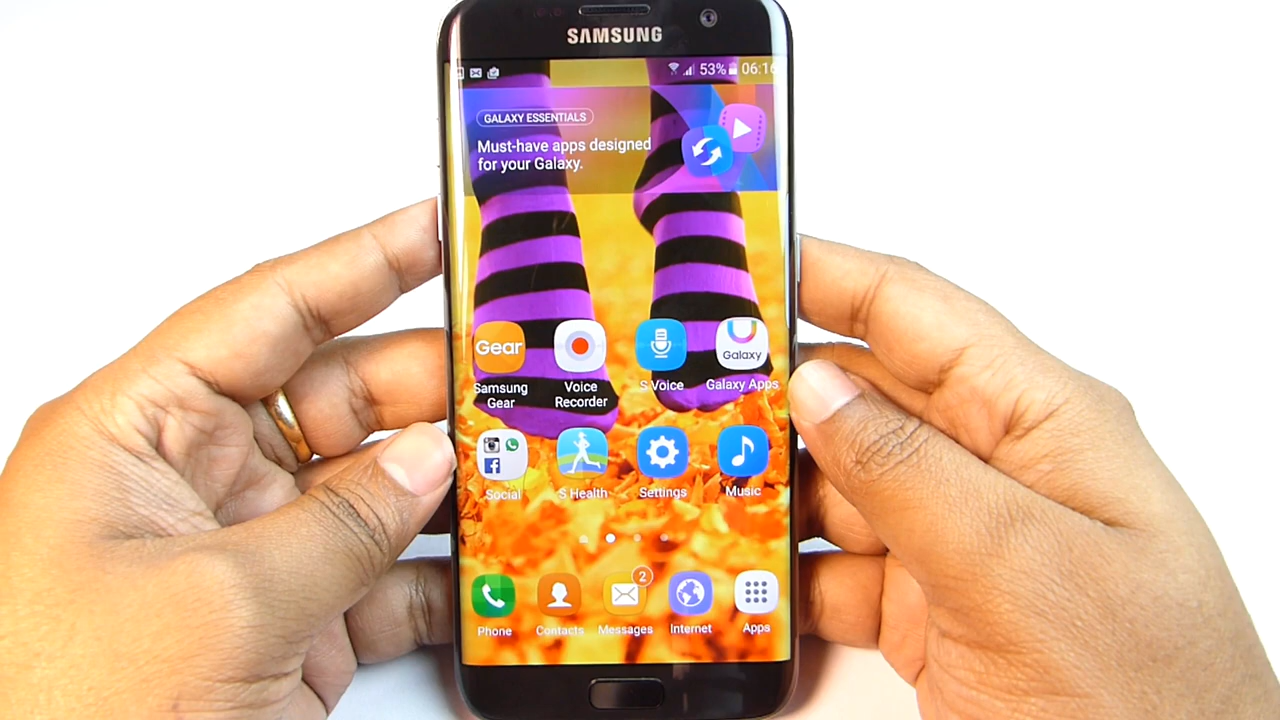 SAMSUNG
53% 06:16
GALAXY ESSENTIALS
Must-have apps designed
for your Galaxy.
Gear
Galaxy
Samsung
Gear
Voice
Recorder
S Voice
Galaxy Apps
Social
S Health
Settings
Music
2
Phone
Contacts
Messages
Internet
Apps